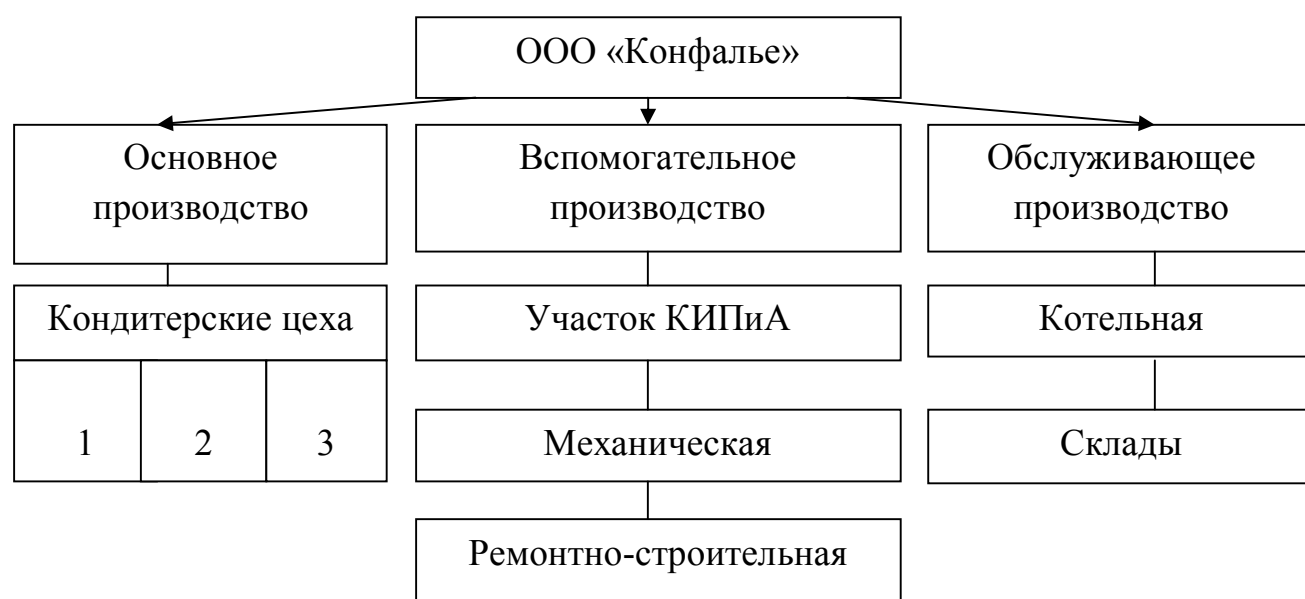 ООО «Конфалье»
Основное
производство
Вспомогательное
производство
Обслуживающее
производство
Кондитерские цеха
1 2 3
Участок КИПиА
Механическая
Ремонтно-строительная
Котельная
Склады